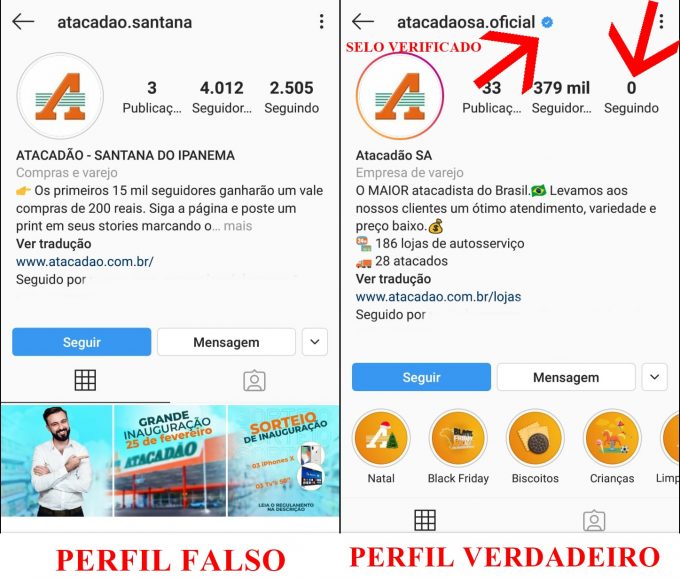 atacadao.santana
3 4.012 2.505
Publicaç... Seguidor... Seguindo
ATACADÃO - SANTANA DO IPANEMA
Compras e varejo
👉 Os primeiros 15 mil seguidores ganharão um vale
compras de 200 reais. Siga a página e poste um
print em seus stories marcando o... mais
Ver tradução
www.atacadao.com.br/
Seguido por
Seguir Mensagem
GRANDE
INAUGURAÇÃO
25 de fevereiro
ATACADÃO
SORTEIO
DE INAUGURAÇÃO
03 iPhones X
03 Tv's 58"
LEIA O REGULAMENTO
NA DESCRIÇÃO
PERFIL FALSO
atacadaosa.oficial
SELO VERIFICADO
33 379 mil 0
Publicaç... Seguidor... Seguindo
Atacadão SA
Empresa de varejo
O MAIOR atacadista do Brasil.🇧🇷 Levamos aos
nossos clientes um ótimo atendimento, variedade e
preço baixo.💰
🏪 186 lojas de autosserviço
🚚 28 atacados
Ver tradução
www.atacadao.com.br/lojas
Seguido por
Seguir Mensagem
BLACK
FRIDAY
Natal Black Friday Biscoitos Crianças Limp
PERFIL VERDADEIRO